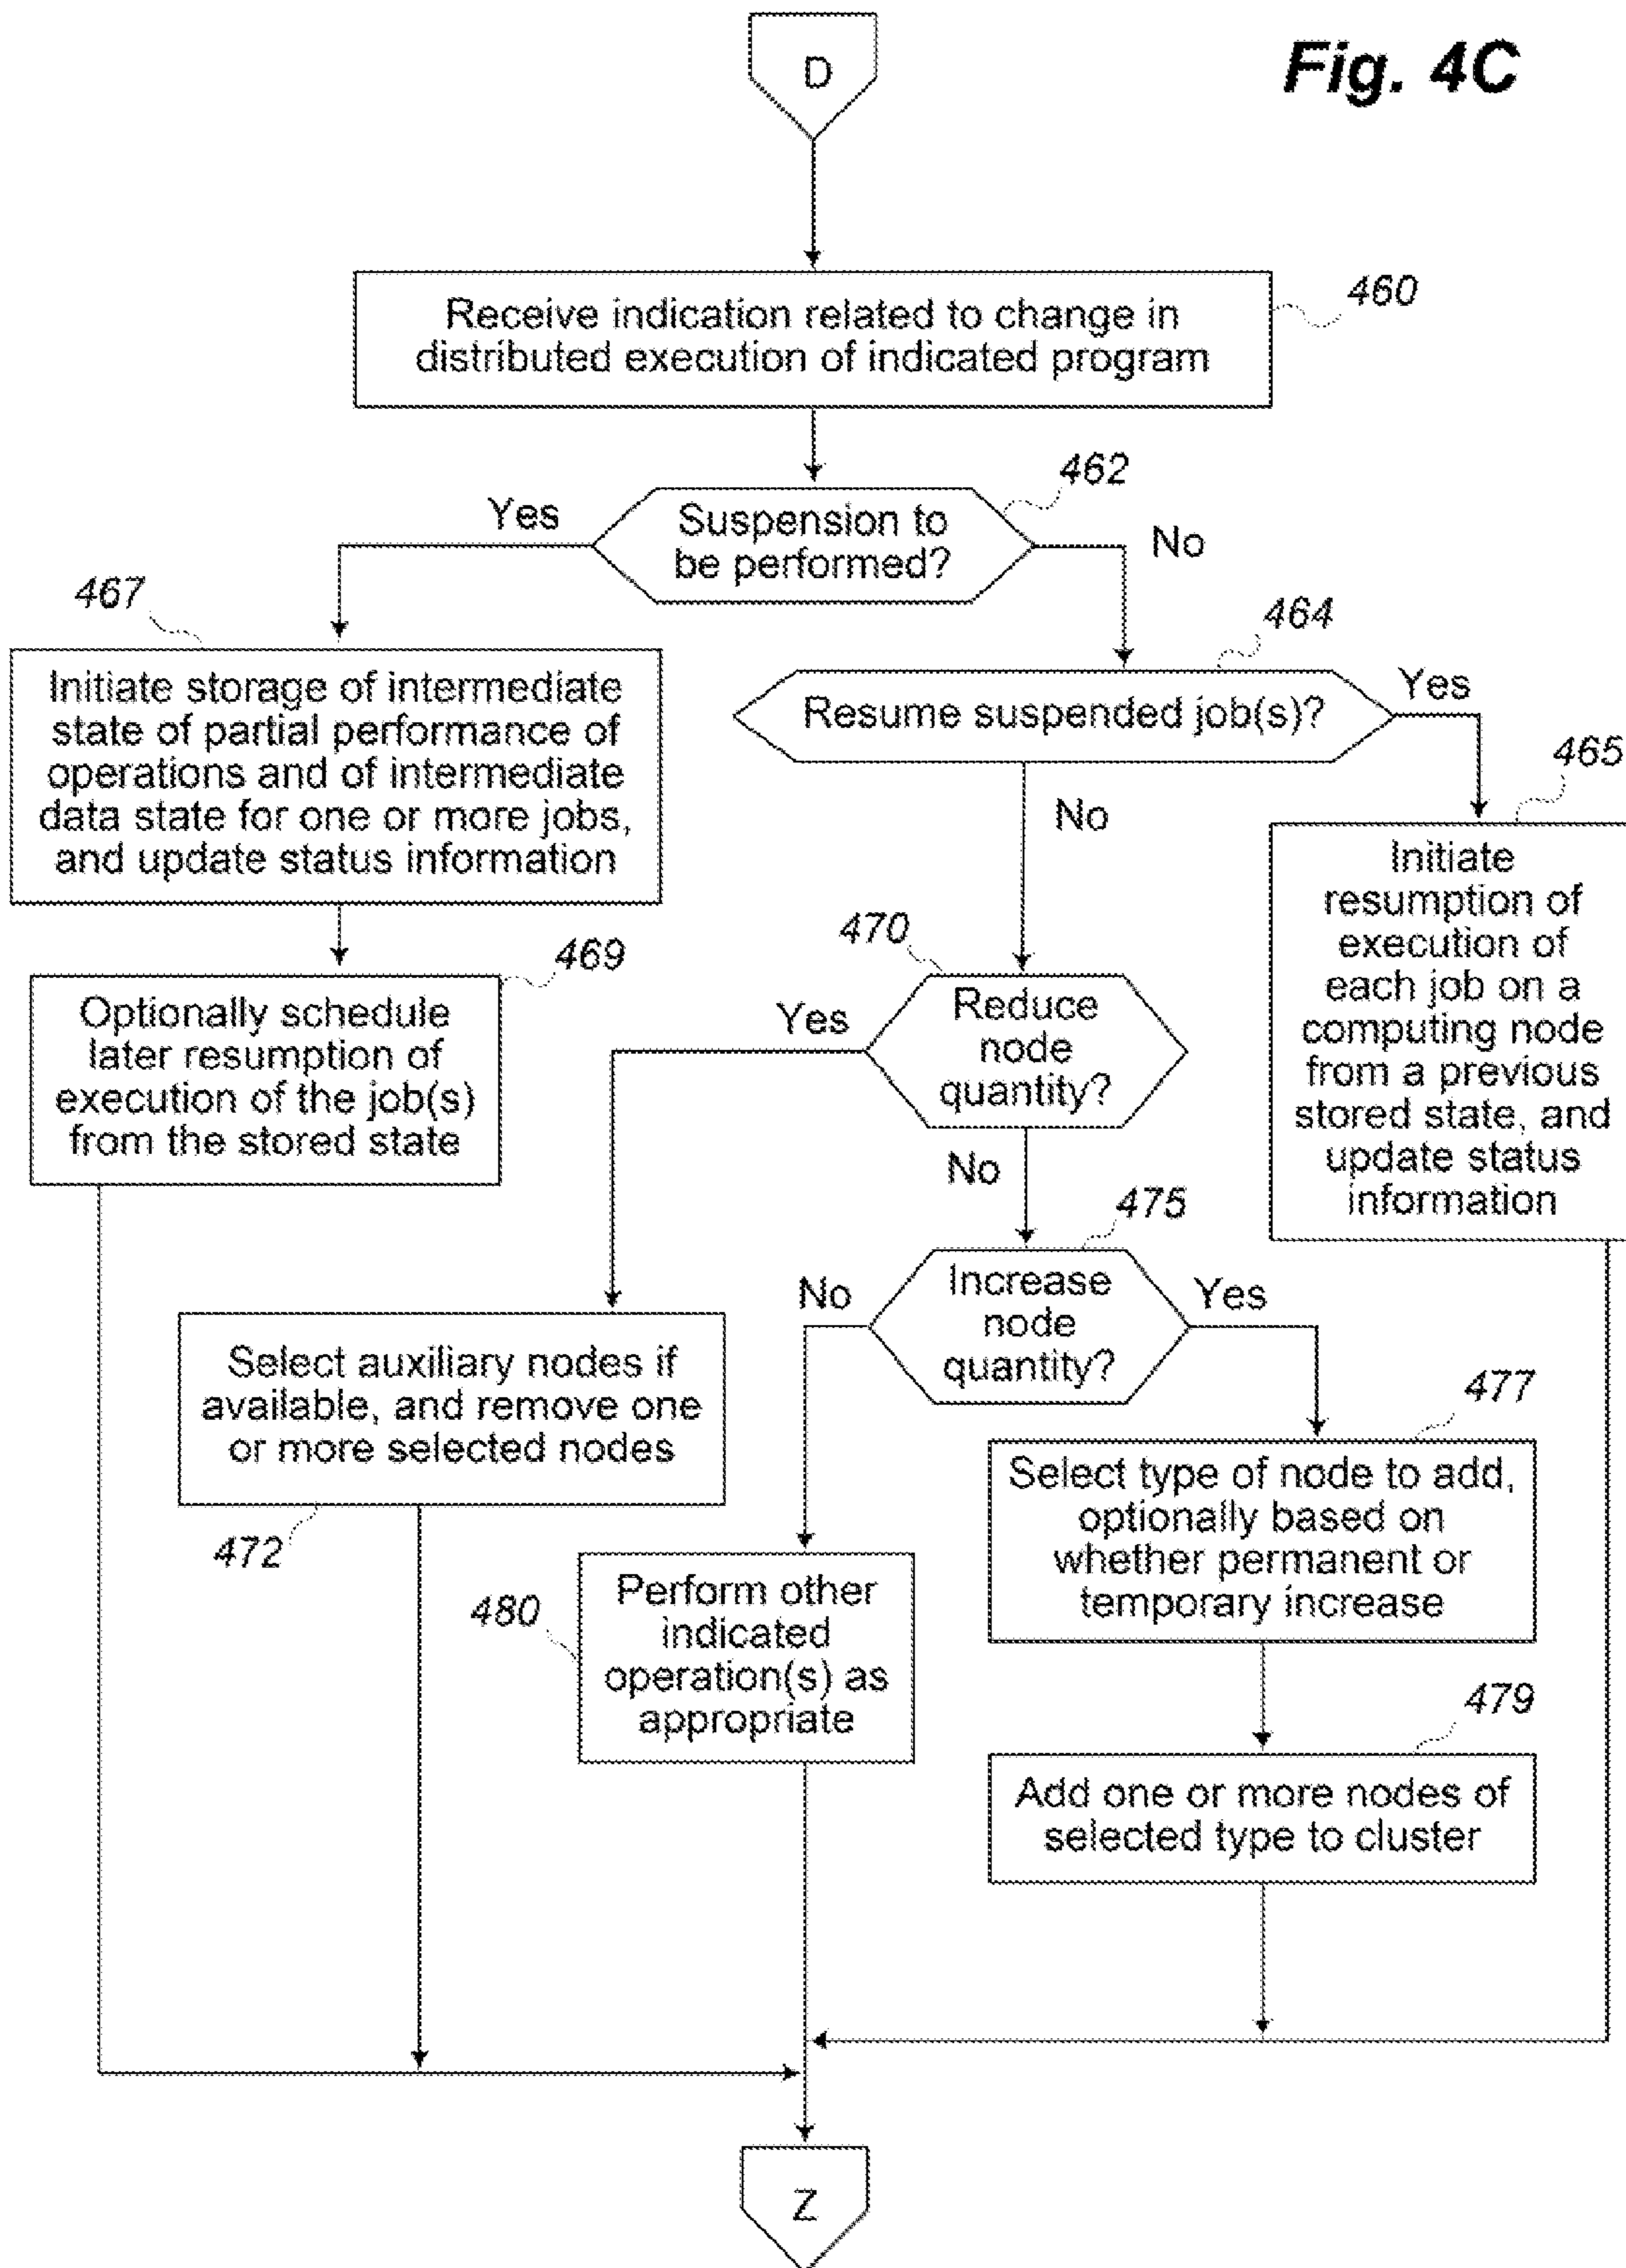 Fig. 4C
D
460
Receive indication related to change in
distributed execution of indicated program
462
Yes
Suspension to
be performed?
No
467
464
Initiate storage of intermediate
state of partial performance of
operations and of intermediate
data state for one or more jobs,
and update status information
Resume suspended job(s)?
Yes
465
No
Initiate
resumption of
execution of
each job on a
computing node
from a previous
stored state, and
update status
information
469
Optionally schedule
later resumption of
execution of the job(s)
from the stored state
470
Yes
Reduce
node
quantity?
No
475
No
Increase
node
quantity?
Yes
Select auxiliary nodes if
available, and remove one
or more selected nodes
472
477
Select type of node to add,
optionally based on
whether permanent or
temporary increase
480
Perform other
indicated
operation(s) as
appropriate
479
Add one or more nodes of
selected type to cluster
Z